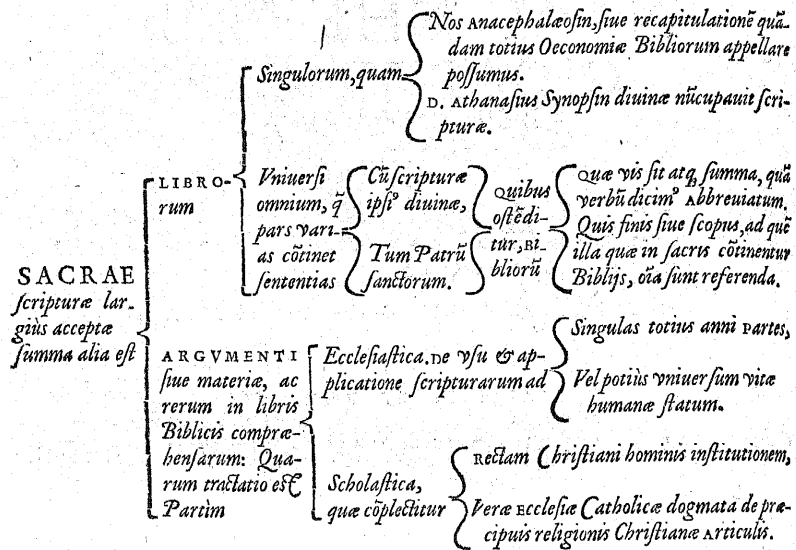 SACRAE
ſcripturæ lar-
giùs acceptæ
ſumma alia eſt
LIBRO-
rum
Singulorum, quam
Nos Anacephalæoſin, ſiue recapitulationẽ quã-
dam totius Oeconomiæ Bibliorum appellare
poſſumus.
D. Athanaſius Synopſin diuinæ nũcupauit ſcri-
pturæ.
Vniuerſi
omnium, q̃
pars vari-
as cõtinet
ſententias
Cũ ſcripturæ
ipſiꝰ diuinæ,
Tum Patrũ
ſanctorum.
Quibus
oſtẽdi-
tur, Bi-
bliorũ
Quæ vis ſit atq; ſumma, quã
verbũ dicimꝰ Abbreuiatum.
Quis finis ſiue ſcopus, ad quẽ
illa quæ in ſacris cõtinentur
Biblijs, oĩa ſunt referenda.
ARGVMENTI
ſiue materiæ, ac
rerum in libris
Biblicis compræ-
henſarum: Qua-
rum tractatio eſt
Partìm
Eccleſiaſtica. De vſu & ap-
plicatione ſcripturarum ad
Singulas totius anni Partes,
Vel potiùs vniuerſum vitæ
humanæ ſtatum.
Scholaſtica,
quæ cõplectitur
Rectam Chriſtiani hominis inſtitutionem,
Veræ Eccleſiæ Catholicæ dogmata de præ-
cipuis religionis Chriſtianæ Articulis.